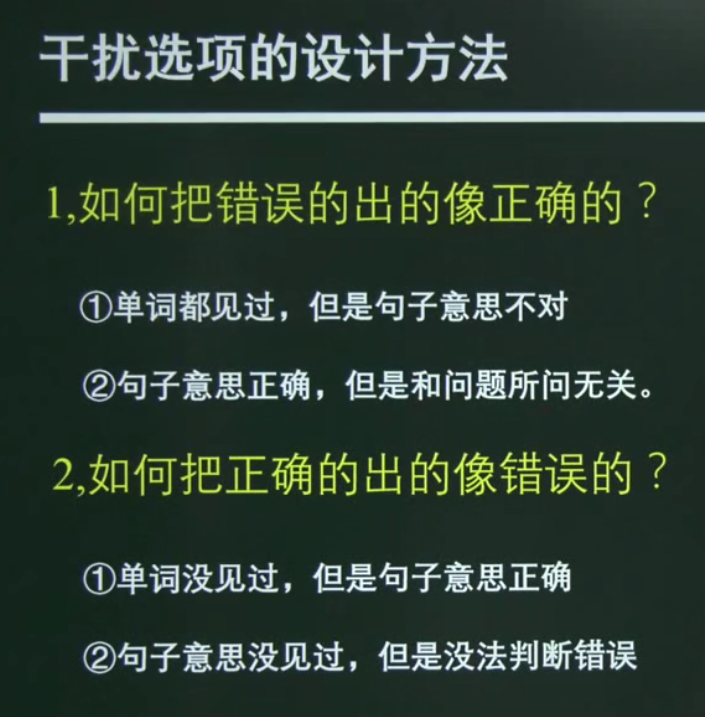 干扰选项的设计方法
1,如何把错误的出的像正确的？
①单词都见过，但是句子意思不对
②句子意思正确，但是和问题所问无关。
2,如何把正确的出的像错误的？
①单词没见过，但是句子意思正确
②句子意思没见过，但是没法判断错误